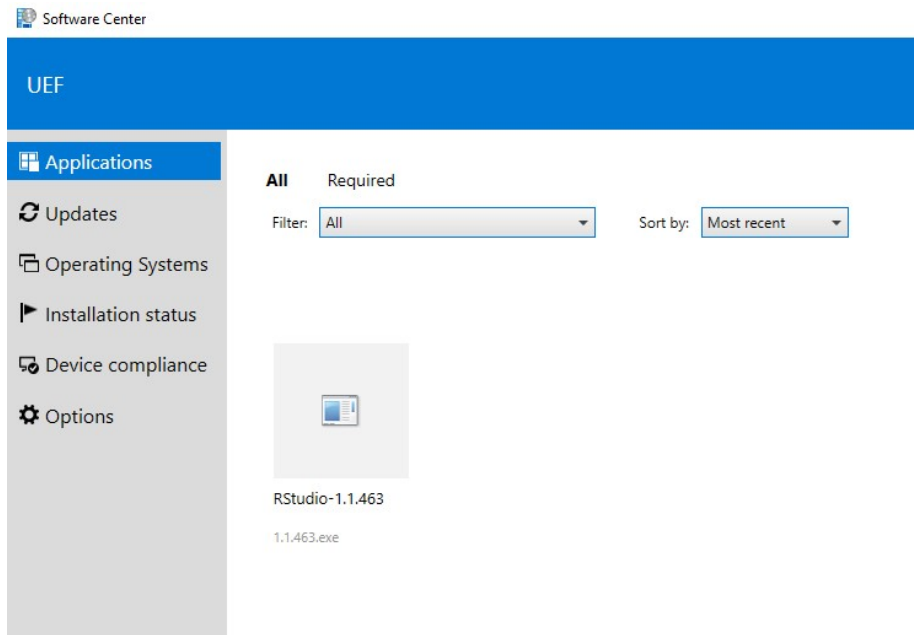 Software Center
UEF
Applications
Updates
Operating Systems
Installation status
Device compliance
Options
All Required
Filter: All Sort by: Most recent
RStudio-1.1.463
1.1.463.exe